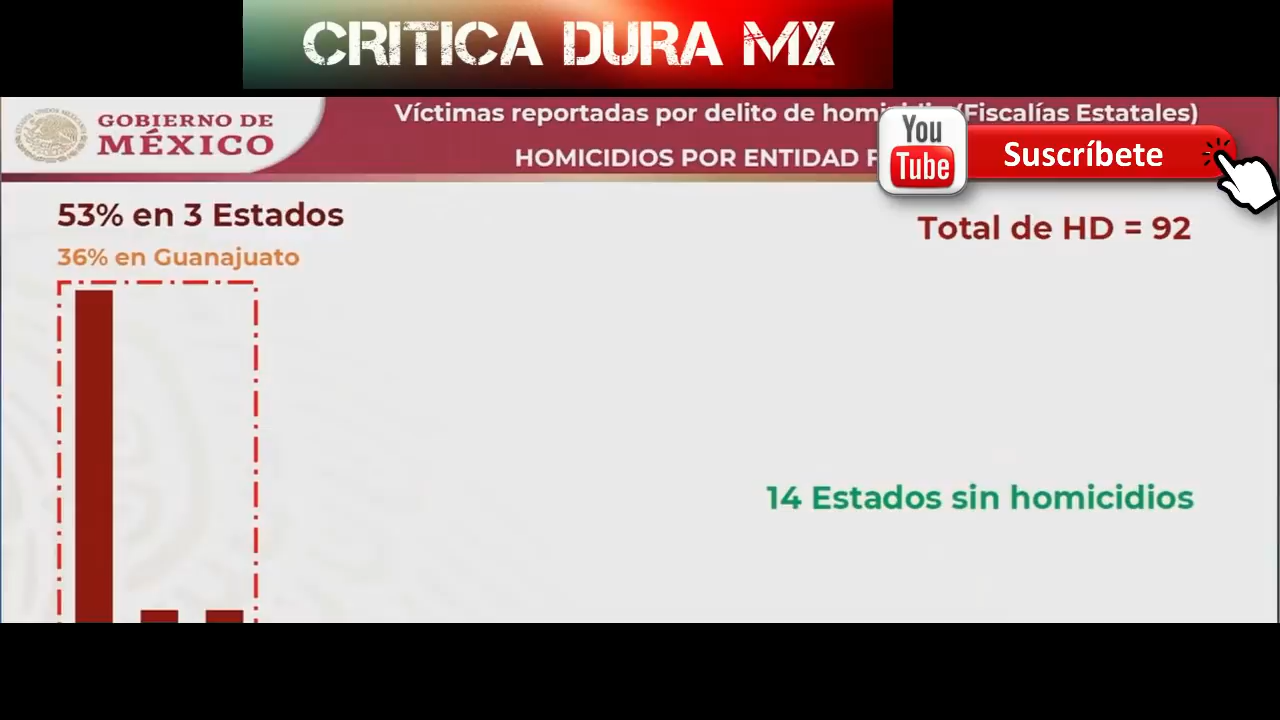 CRITICA DURA MX
GOBIERNO DE
MÉXICO
Víctimas reportadas por delito de (Fiscalías Estatales)
HOMICIDIOS POR ENTIDAD
You
Tube
Suscríbete
53% en 3 Estados
36% en Guanajuato
Total de HD = 92
14 Estados sin homicidios